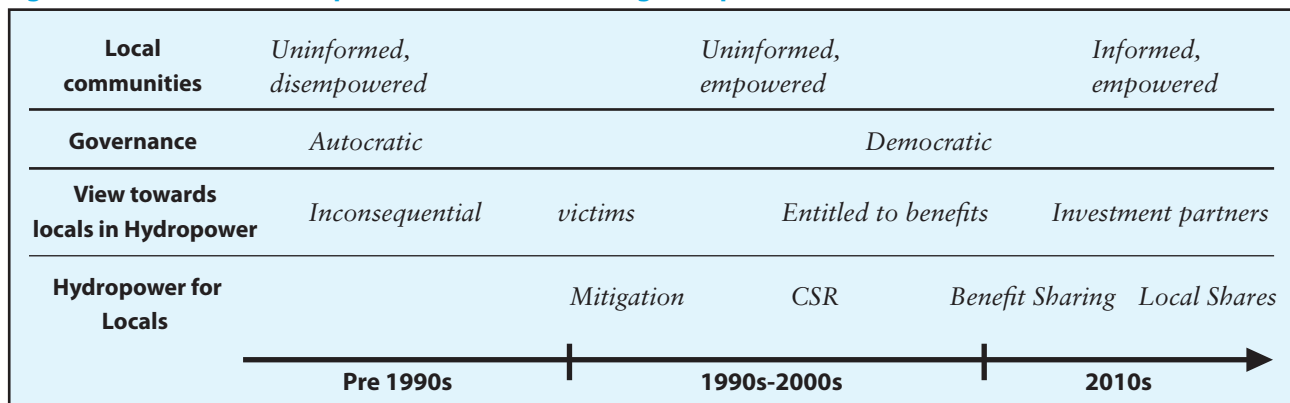 Local
communities
Uninformed,
disempowered
Uninformed,
empowered
Informed,
empowered
Governance
Autocratic
Democratic
View towards
locals in Hydropower
Inconsequential
victims
Entitled to benefits
Investment partners
Hydropower for
Locals
Mitigation
CSR
Benefit Sharing
Local Shares
Pre 1990s
1990s-2000s
2010s